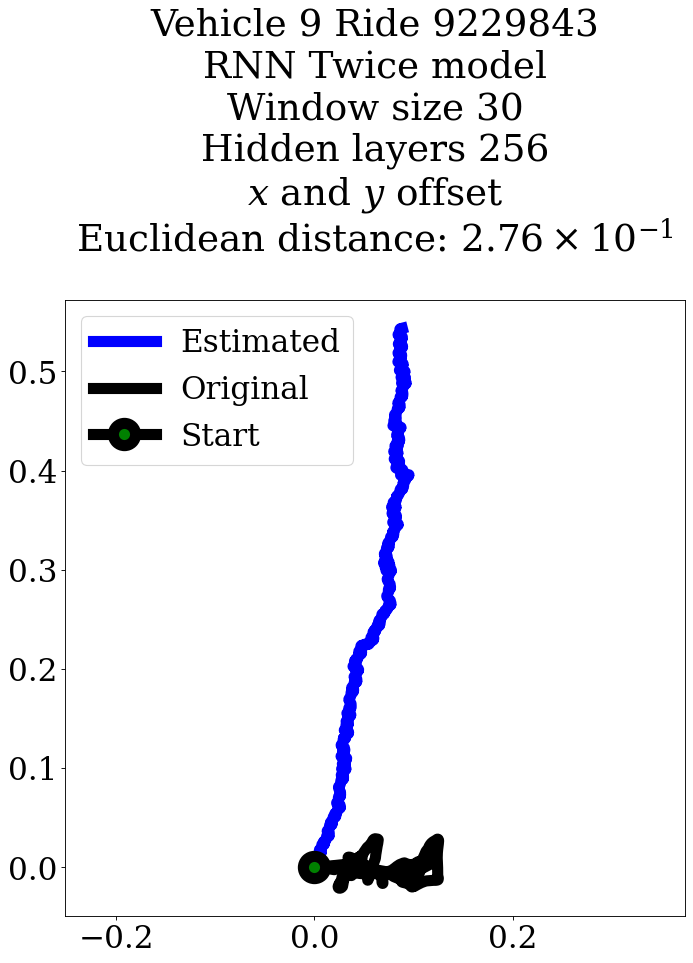 Vehicle 9 Ride 9229843
RNN Twice model
Window size 30
Hidden layers 256
x and y offset
Euclidean distance: 2.76 × 10⁻¹
Estimated
Original
Start
0.5
0.4
0.3
0.2
0.1
0.0
−0.2 0.0 0.2